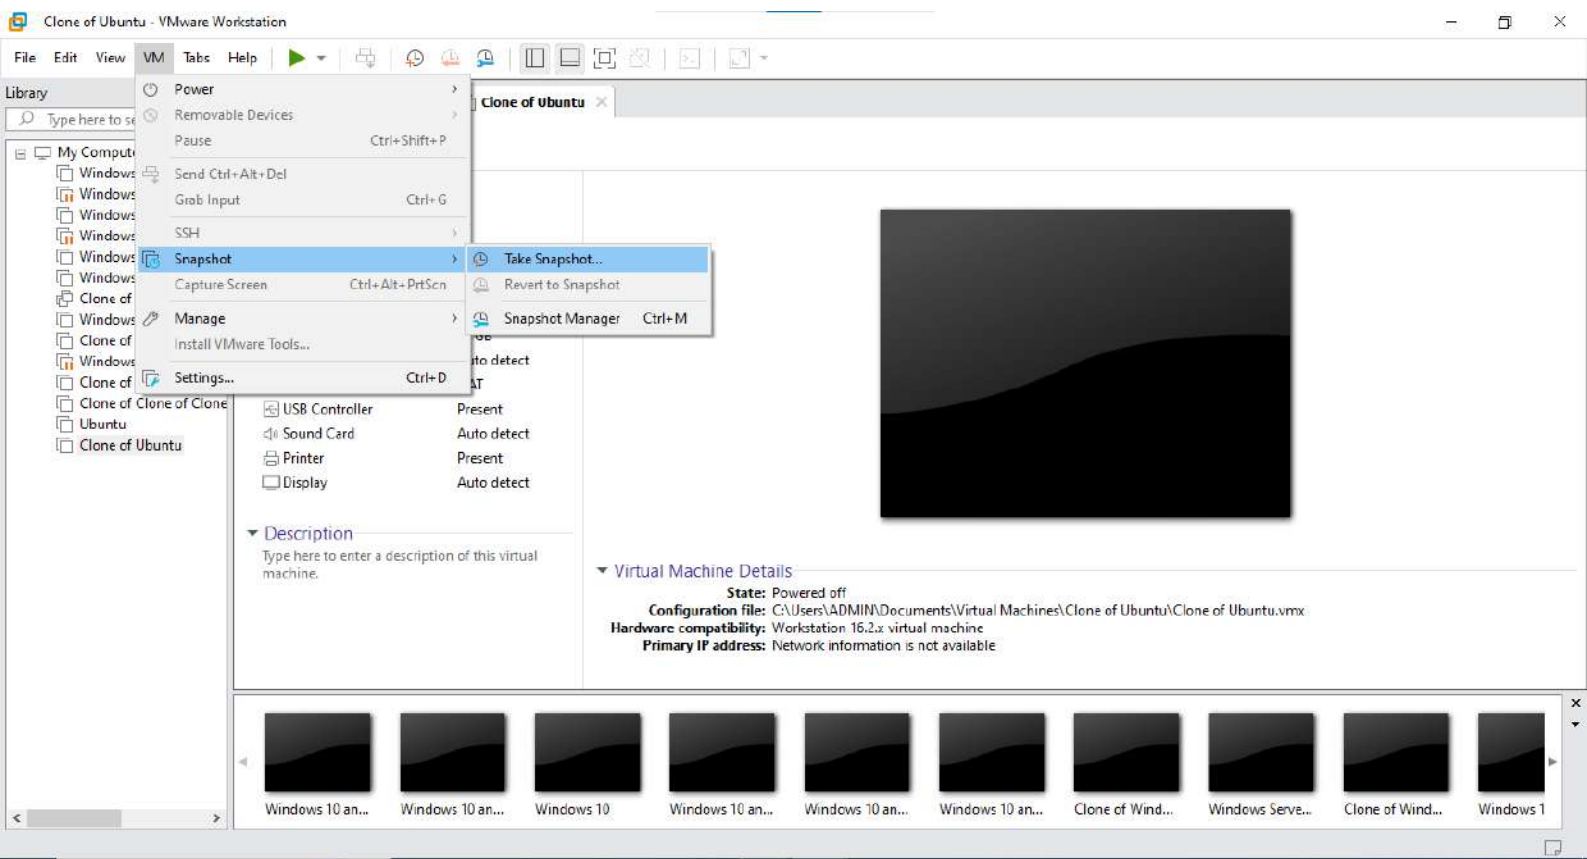 Clone of Ubuntu - VMware Workstation
File Edit View VM Tabs Help
Library
Type here to se
Clone of Ubuntu
My Compute
Windows
Windows
Windows
Windows
Windows
Windows
Clone of
Windows
Clone of
Windows
Clone of
Clone of Clone of Clone
Ubuntu
Clone of Ubuntu
Power
Removable Devices
Pause Ctrl+Shift+P
Send Ctrl+Alt+Del
Grab Input Ctrl+G
SSH
Snapshot
Capture Screen Ctrl+Alt+PrtScn
Manage
Install VMware Tools...
Settings... Ctrl+D
Take Snapshot...
Revert to Snapshot
Snapshot Manager Ctrl+M
GB
uto detect
AT
USB Controller Present
Sound Card Auto detect
Printer Present
Display Auto detect
Description
Type here to enter a description of this virtual
machine.
Virtual Machine Details
State: Powered off
Configuration file: C:\Users\ADMIN\Documents\Virtual Machines\Clone of Ubuntu\Clone of Ubuntu.vmx
Hardware compatibility: Workstation 16.2.x virtual machine
Primary IP address: Network information is not available
Windows 10 an... Windows 10 an... Windows 10 Windows 10 an... Windows 10 an... Windows 10 an... Clone of Wind... Windows Serve... Clone of Wind... Windows 1